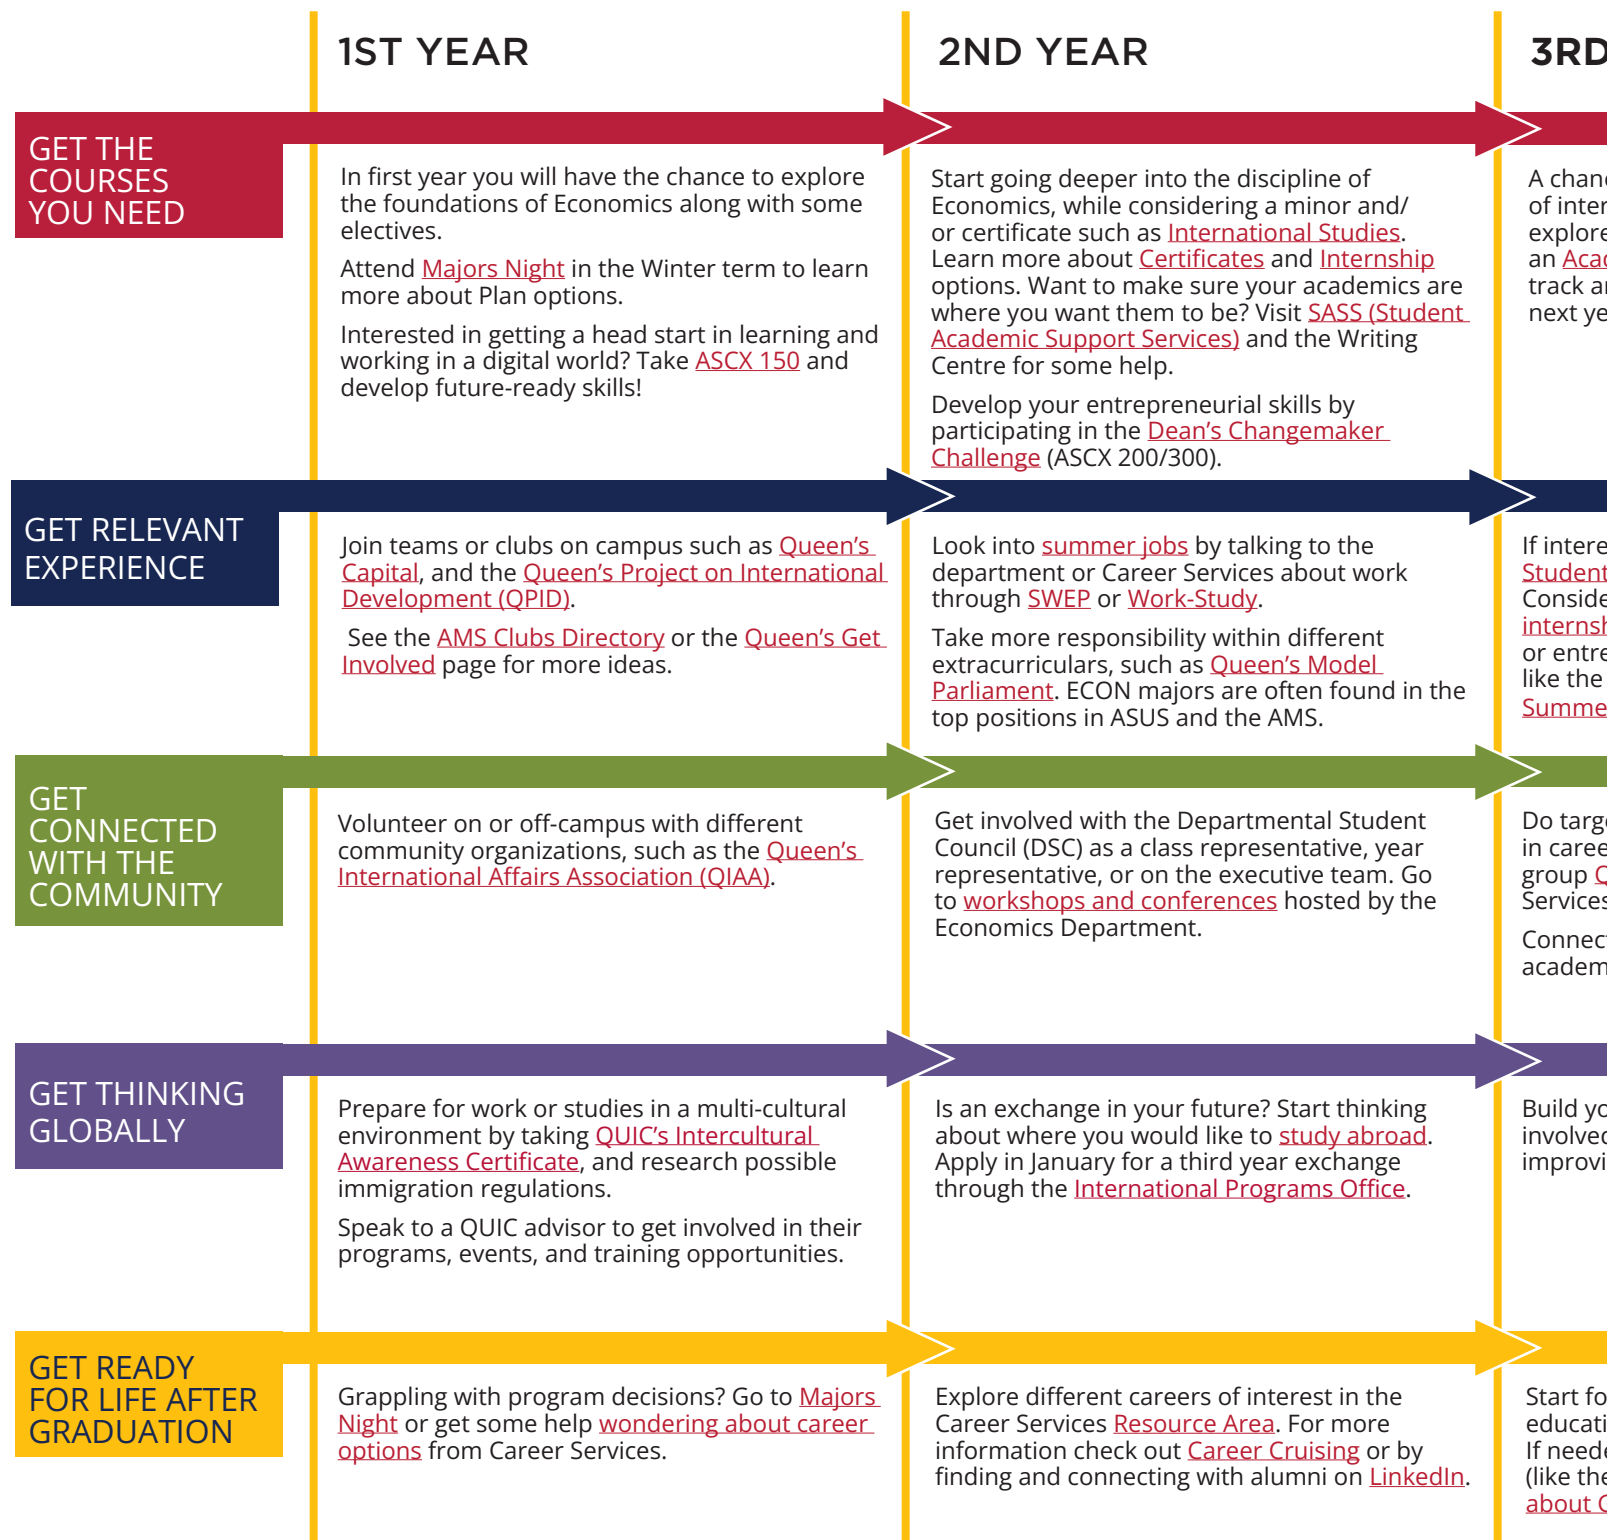 1ST YEAR
2ND YEAR
3RD
GET THE
COURSES
YOU NEED
In first year you will have the chance to explore
the foundations of Economics along with some
electives.
Attend Majors Night in the Winter term to learn
more about Plan options.
Interested in getting a head start in learning and
working in a digital world? Take ASCX 150 and
develop future-ready skills!
Start going deeper into the discipline of
Economics, while considering a minor and/
or certificate such as International Studies.
Learn more about Certificates and Internship
options. Want to make sure your academics are
where you want them to be? Visit SASS (Student
Academic Support Services) and the Writing
Centre for some help.
Develop your entrepreneurial skills by
participating in the Dean’s Changemaker
Challenge (ASCX 200/300).
A
of
an
track
next
GET RELEVANT
EXPERIENCE
Join teams or clubs on campus such as Queen’s
Capital, and the Queen’s Project on International
Development (QPID).
See the AMS Clubs Directory or the Queen’s Get
Involved page for more ideas.
Look into summer jobs by talking to the
department or Career Services about work
through SWEP or Work-Study.
Take more responsibility within different
extracurriculars, such as Queen’s Model
Parliament. ECON majors are often found in the
top positions in ASUS and the AMS.
If
Student
or
like the
GET
CONNECTED
WITH THE
COMMUNITY
Volunteer on or off-campus with different
community organizations, such as the Queen’s
International Affairs Association (QIAA).
Get involved with the Departmental Student
Council (DSC) as a class representative, year
representative, or on the executive team. Go
to workshops and conferences hosted by the
Economics Department.
Do
in
group
Services
GET THINKING
GLOBALLY
Prepare for work or studies in a multi-cultural
environment by taking QUIC’s Intercultural
Awareness Certificate, and research possible
immigration regulations.
Speak to a QUIC advisor to get involved in their
programs, events, and training opportunities.
Is an exchange in your future? Start thinking
about where you would like to study abroad.
Apply in January for a third year exchange
through the International Programs Office.
Build
GET READY
FOR LIFE AFTER
GRADUATION
Grappling with program decisions? Go to Majors
Night or get some help wondering about career
options from Career Services.
Explore different careers of interest in the
Career Services Resource Area. For more
information check out Career Cruising or by
finding and connecting with alumni on LinkedIn.
Start
If
(like
about